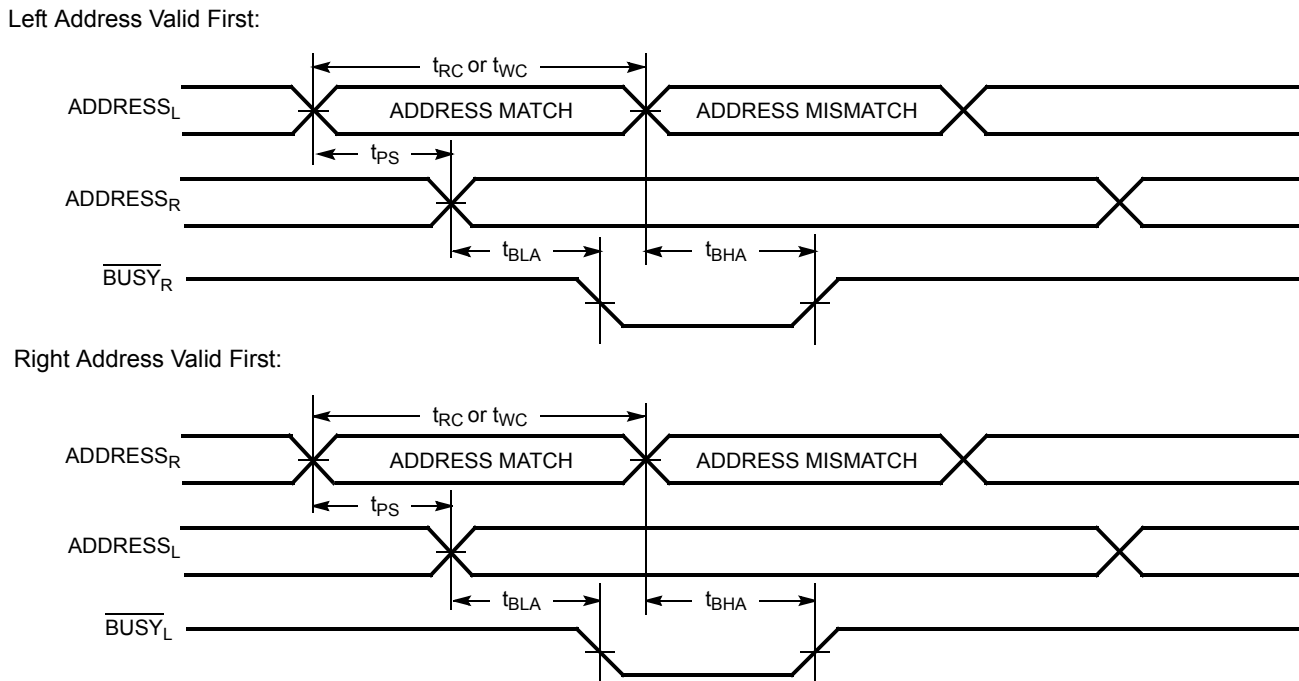 Left Address Valid First:
tRC or tWC
ADDRESSL
ADDRESS MATCH
ADDRESS MISMATCH
tPS
ADDRESSR
tBLA
tBHA
BUSYR
Right Address Valid First:
tRC or tWC
ADDRESSR
ADDRESS MATCH
ADDRESS MISMATCH
tPS
ADDRESSL
tBLA
tBHA
BUSYL